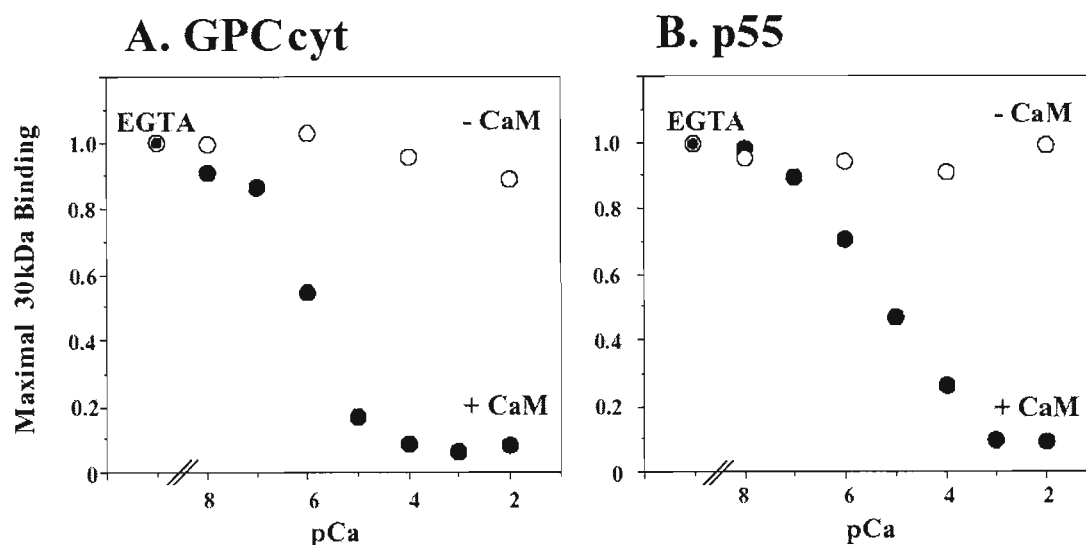 A. GPCcyt
B. p55
Maximal 30kDa Binding
EGTA
- CaM
1.0
0.8
0.6
0.4
0.2
0
+ CaM
8
6
4
2
pCa
EGTA
- CaM
1.0
0.8
0.6
0.4
0.2
0
+ CaM
8
6
4
2
pCa